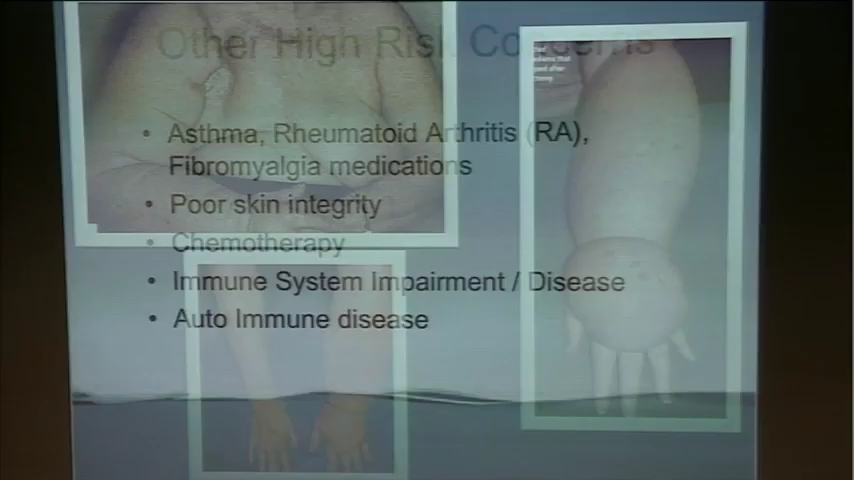 Other High Risk Concerns
• Asthma, Rheumatoid Arthritis (RA),
Fibromyalgia medications
• Poor skin integrity
• Chemotherapy
• Immune System Impairment / Disease
• Auto Immune disease